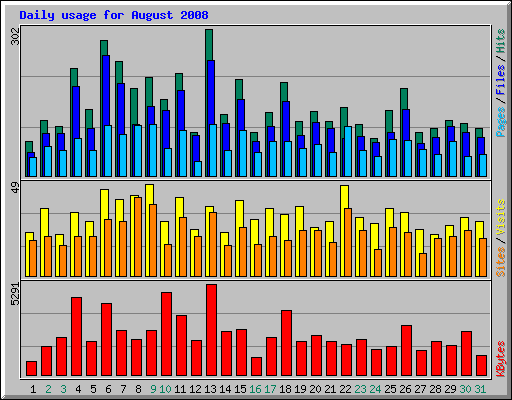 Daily usage for August 2008
302
Pages / Files / Hits
49
Sites / Visits
5291
KBytes
1 2 3 4 5 6 7 8 9 10 11 12 13 14 15 16 17 18 19 20 21 22 23 24 25 26 27 28 29 30 31